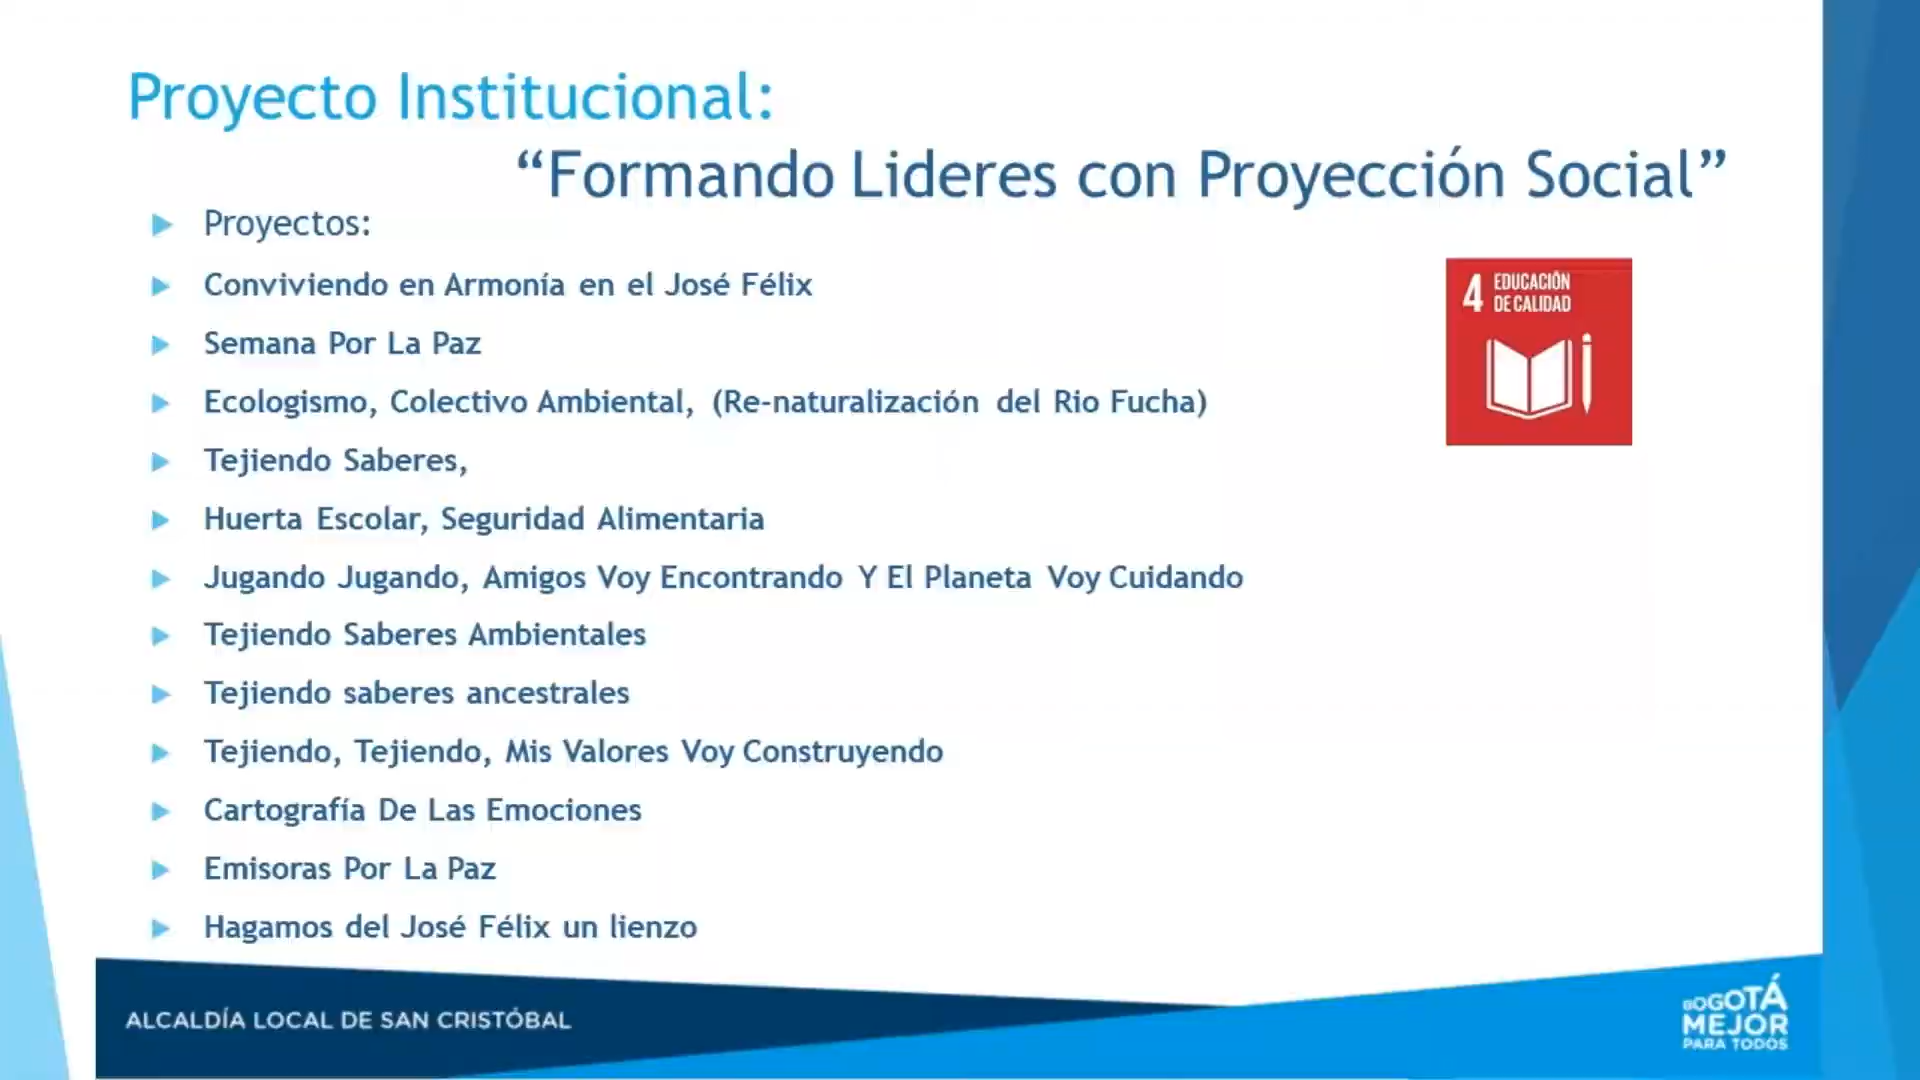 Proyecto Institucional:
“Formando Lideres con Proyección Social”
Proyectos:
Conviviendo en Armonía en el José Félix
Semana Por La Paz
Ecologismo, Colectivo Ambiental, (Re-naturalización del Rio Fucha)
Tejiendo Saberes,
Huerta Escolar, Seguridad Alimentaria
Jugando Jugando, Amigos Voy Encontrando Y El Planeta Voy Cuidando
Tejiendo Saberes Ambientales
Tejiendo saberes ancestrales
Tejiendo, Tejiendo, Mis Valores Voy Construyendo
Cartografía De Las Emociones
Emisoras Por La Paz
Hagamos del José Félix un lienzo
4 EDUCACIÓN
DE CALIDAD
ALCALDÍA LOCAL DE SAN CRISTÓBAL
BOGOTÁ
MEJOR
PARA TODOS